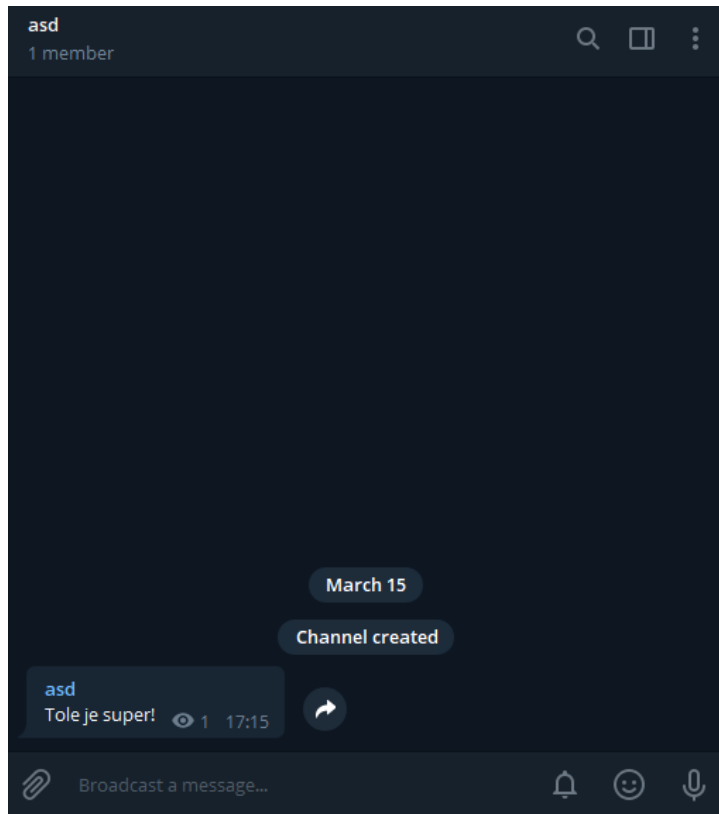 asd
1 member
March 15
Channel created
asd
Tole je super! 1 17:15
Broadcast a message...